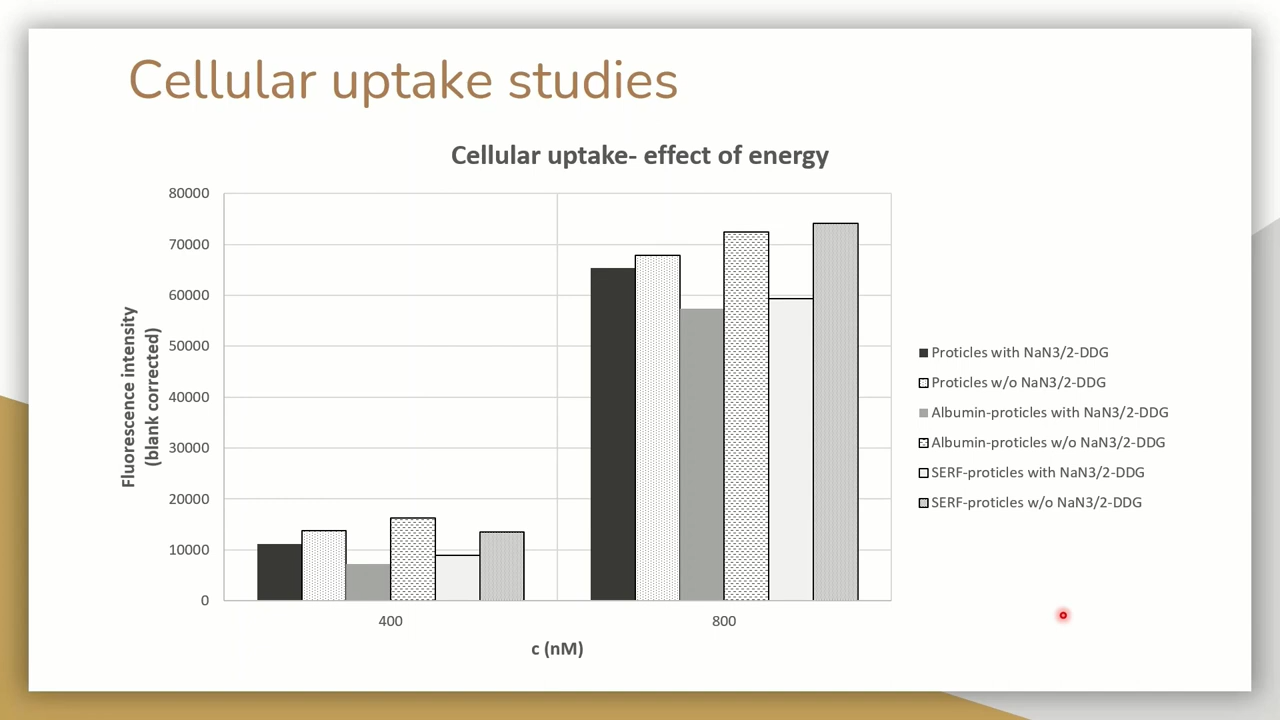 Cellular uptake studies
Cellular uptake- effect of energy
80000
70000
60000
50000
40000
30000
20000
10000
0
Fluorescence intensity
(blank corrected)
400
800
c (nM)
Proticles with NaN3/2-DDG
Proticles w/o NaN3/2-DDG
Albumin-proticles with NaN3/2-DDG
Albumin-proticles w/o NaN3/2-DDG
SERF-proticles with NaN3/2-DDG
SERF-proticles w/o NaN3/2-DDG